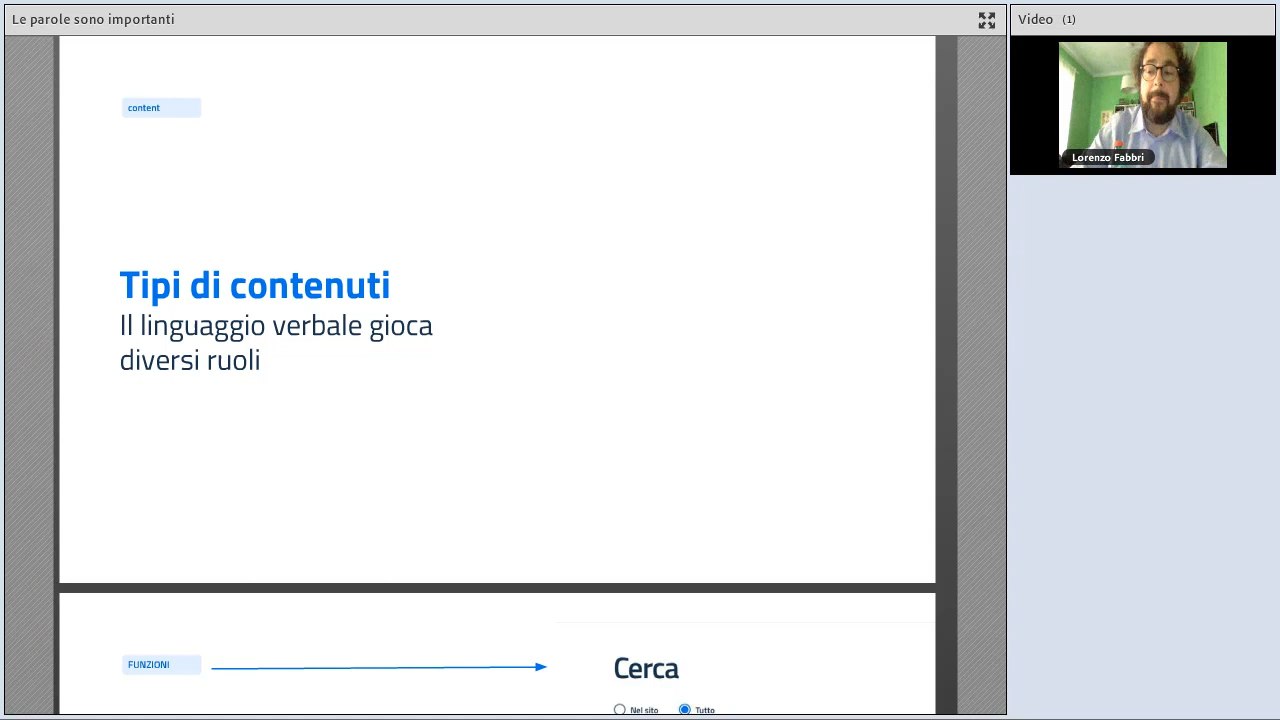 Le parole sono importanti
Video (1)
Lorenzo Fabbri
content
Tipi di contenuti
Il linguaggio verbale gioca
diversi ruoli
FUNZIONI
Cerca
Nel sito Tutto